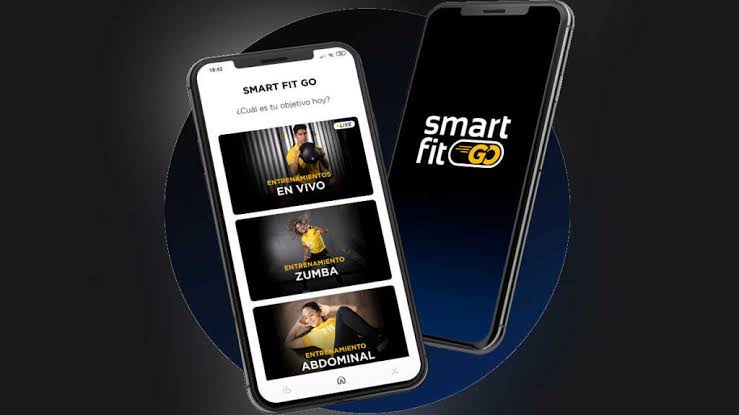 18:42
SMART FIT GO
¿Cuál es tu objetivo hoy?
LIVE
ENTRENAMIENTOS
EN VIVO
ENTRENAMIENTO
ZUMBA
ENTRENAMIENTO
ABDOMINAL
smart
fit GO